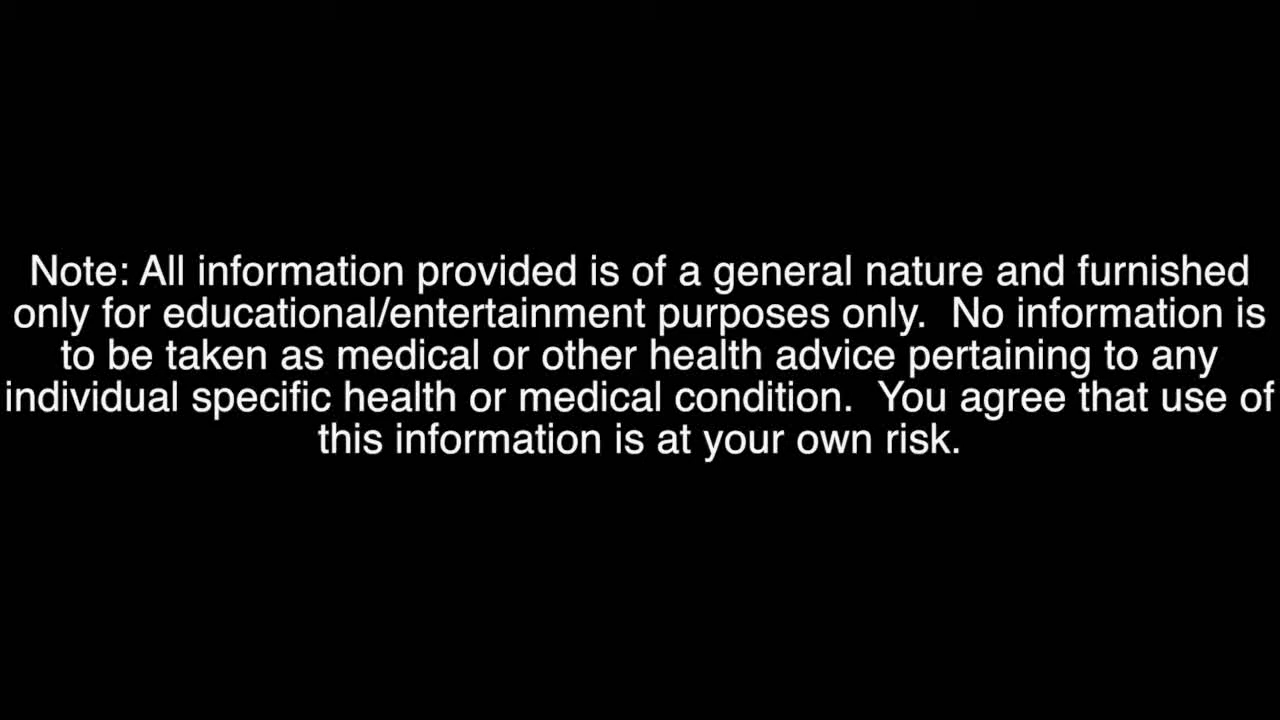 Note: All information provided is of a general nature and furnished
only for educational/entertainment purposes only.  No information is
to be taken as medical or other health advice pertaining to any
individual specific health or medical condition.  You agree that use of
this information is at your own risk.